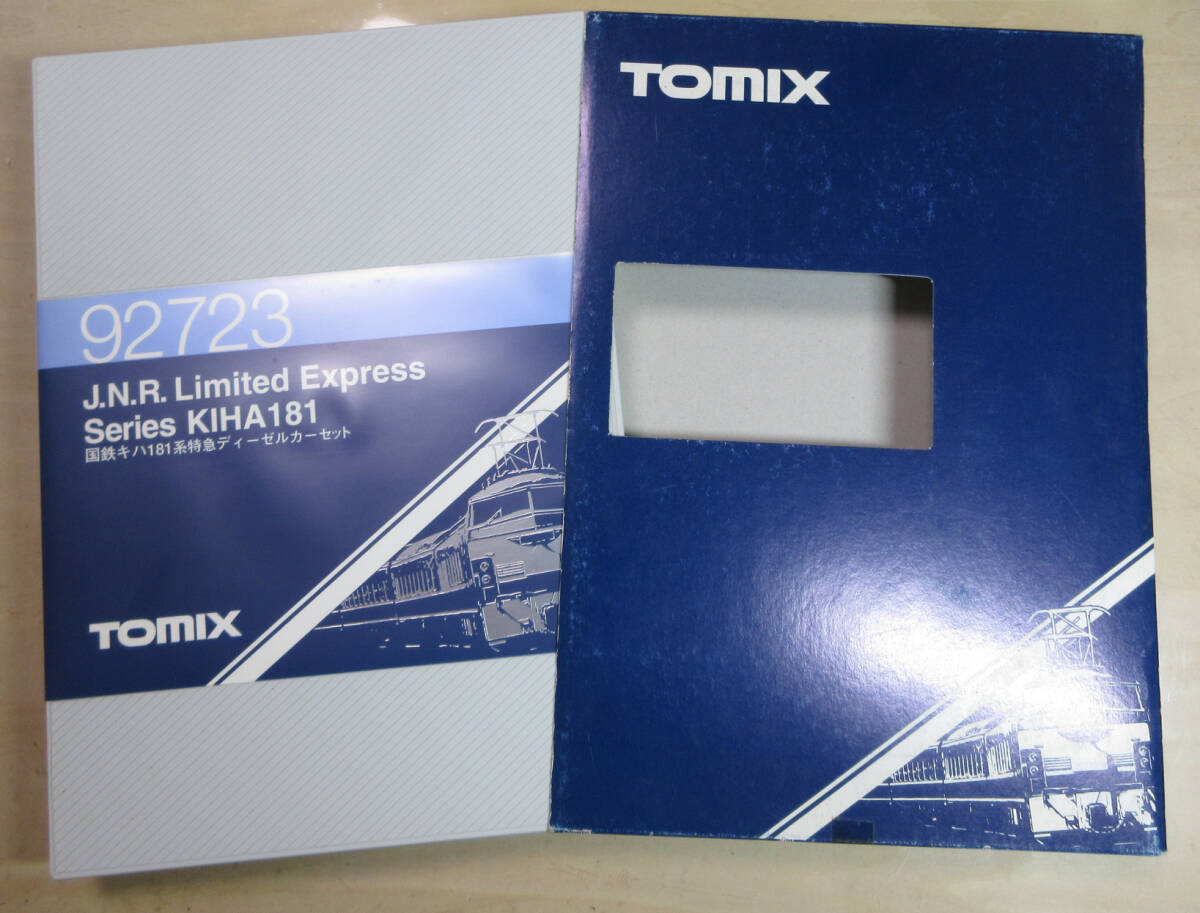 92723
J.N.R. Limited Express
Series KIHA181
国鉄キハ181系特急ディーゼルカーセット
TOMIX
TOMIX